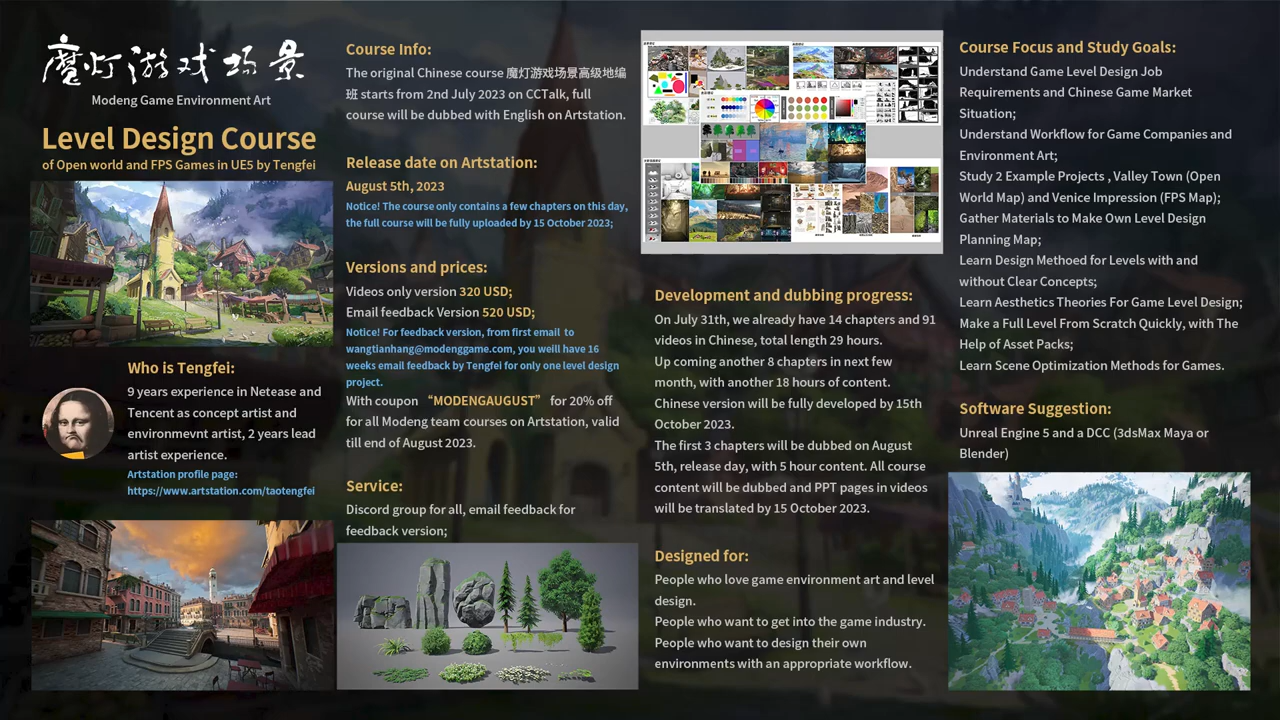 魔灯游戏场景
Modeng Game Environment Art
Level Design Course
of Open world and FPS Games in UE5 by Tengfei
Who is Tengfei:
9 years experience in Netease and
Tencent as concept artist and
environmevnt artist, 2 years lead
artist experience.
Artstation profile page:
https://www.artstation.com/taotengfei
Course Info:
The original Chinese course 魔灯游戏场景高级地编
班 starts from 2nd July 2023 on CCTalk, full
course will be dubbed with English on Artstation.
Release date on Artstation:
August 5th, 2023
Notice! The course only contains a few chapters on this day,
the full course will be fully uploaded by 15 October 2023;
Versions and prices:
Videos only version 320 USD;
Email feedback Version 520 USD;
Notice! For feedback version, from first email to
wangtianhang@modenggame.com, you weill have 16
weeks email feedback by Tengfei for only one level design
project.
With coupon “MODENGAUGUST” for 20% off
for all Modeng team courses on Artstation, valid
till end of August 2023.
Service:
Discord group for all, email feedback for
feedback version;
Development and dubbing progress:
On July 31th, we already have 14 chapters and 91
videos in Chinese, total length 29 hours.
Up coming another 8 chapters in next few
month, with another 18 hours of content.
Chinese version will be fully developed by 15th
October 2023.
The first 3 chapters will be dubbed on August
5th, release day, with 5 hour content. All course
content will be dubbed and PPT pages in videos
will be translated by 15 October 2023.
Designed for:
People who love game environment art and level
design.
People who want to get into the game industry.
People who want to design their own
environments with an appropriate workflow.
Course Focus and Study Goals:
Understand Game Level Design Job
Requirements and Chinese Game Market
Situation;
Understand Workflow for Game Companies and
Environment Art;
Study 2 Example Projects , Valley Town (Open
World Map) and Venice Impression (FPS Map);
Gather Materials to Make Own Level Design
Planning Map;
Learn Design Methoed for Levels with and
without Clear Concepts;
Learn Aesthetics Theories For Game Level Design;
Make a Full Level From Scratch Quickly, with The
Help of Asset Packs;
Learn Scene Optimization Methods for Games.
Software Suggestion:
Unreal Engine 5 and a DCC (3dsMax Maya or
Blender)